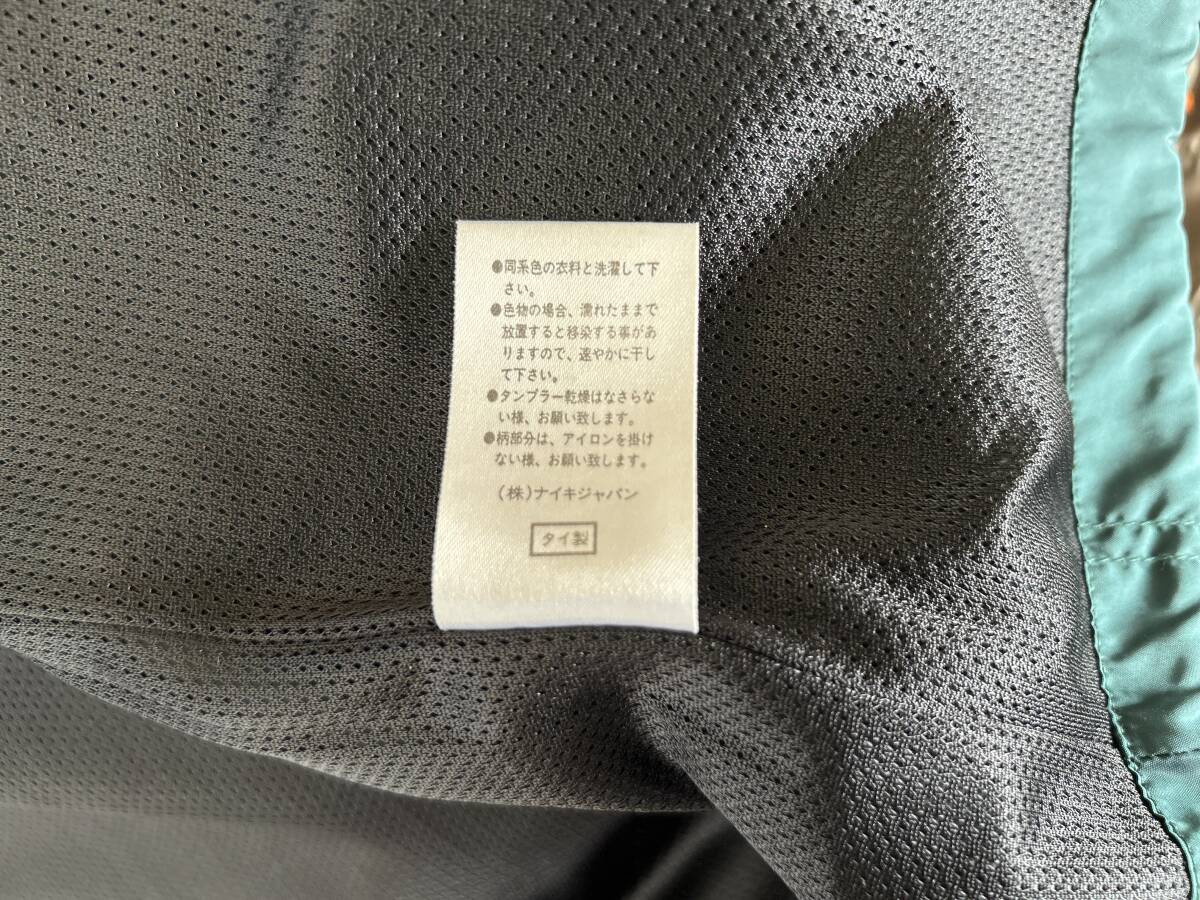 ●同系色の衣料と洗濯して下
さい。
●色物の場合、濡れたままで
放置すると移染する事があ
りますので、速やかに干し
て下さい。
●タンブラー乾燥はなさらな
い様、お願い致します。
●柄部分は、アイロンを掛け
ない様、お願い致します。
(株)ナイキジャパン
タイ製